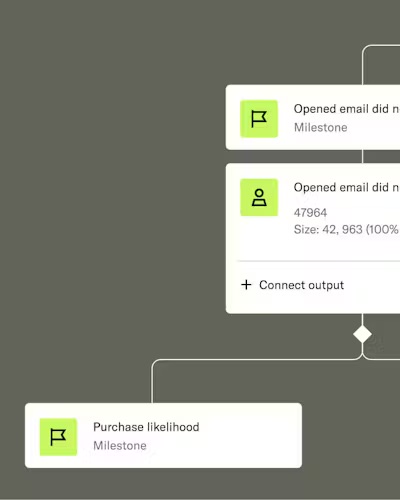 Opened email did n
Milestone
Opened email did n
47964
Size: 42, 963 (100%
Connect output
Purchase likelihood
Milestone